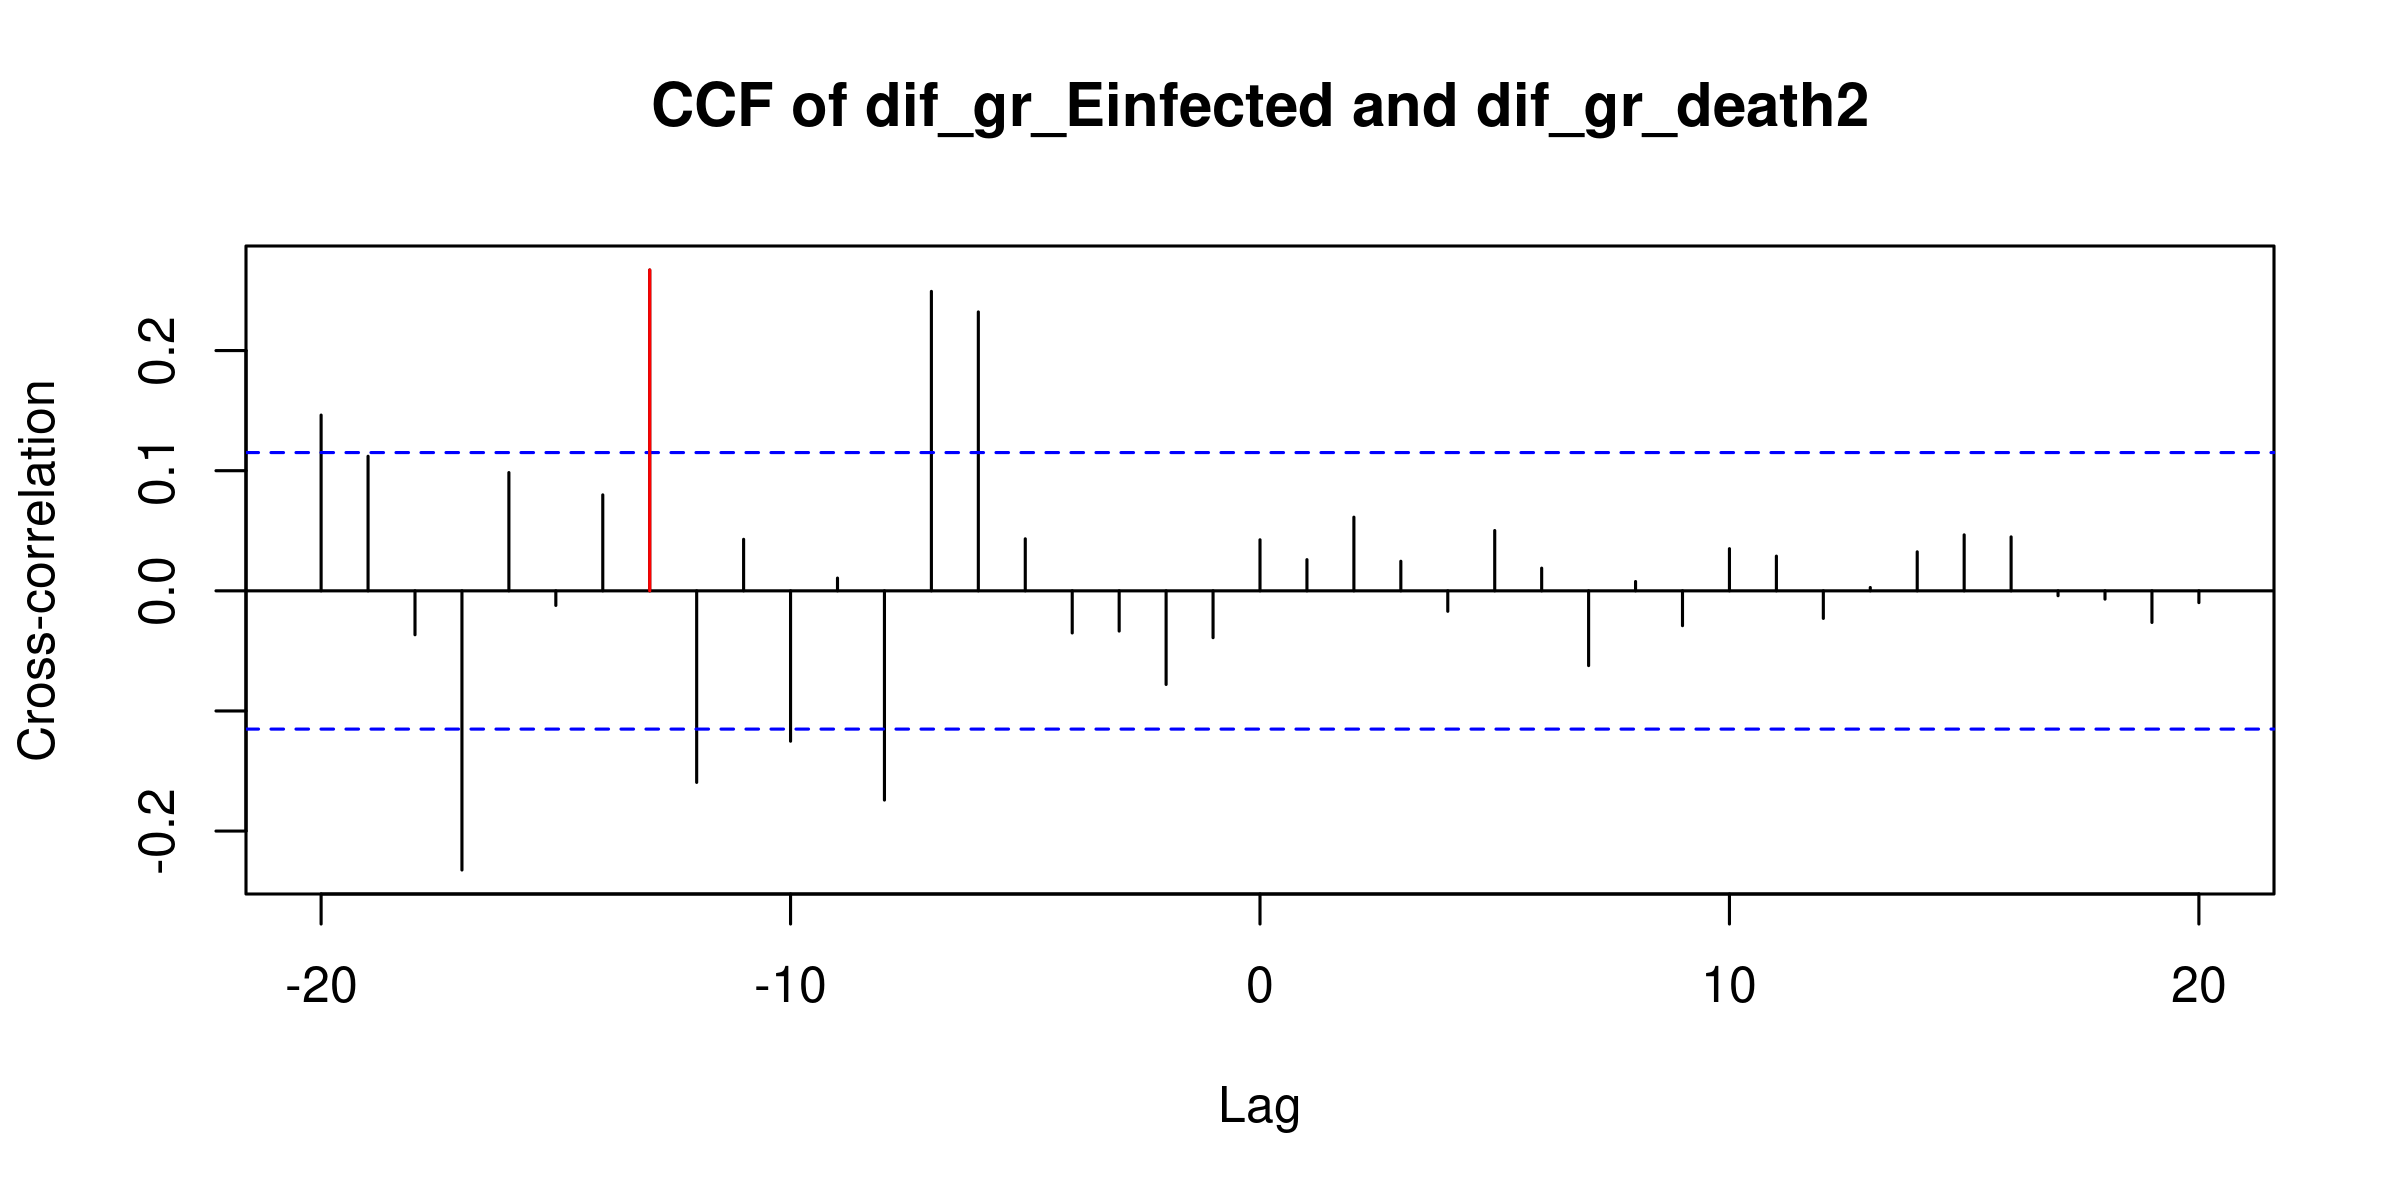 CCF of dif_gr_Einfected and dif_gr_death2
Cross-correlation
0.2
0.1
0.0
-0.2
-20 -10 0 10 20
Lag